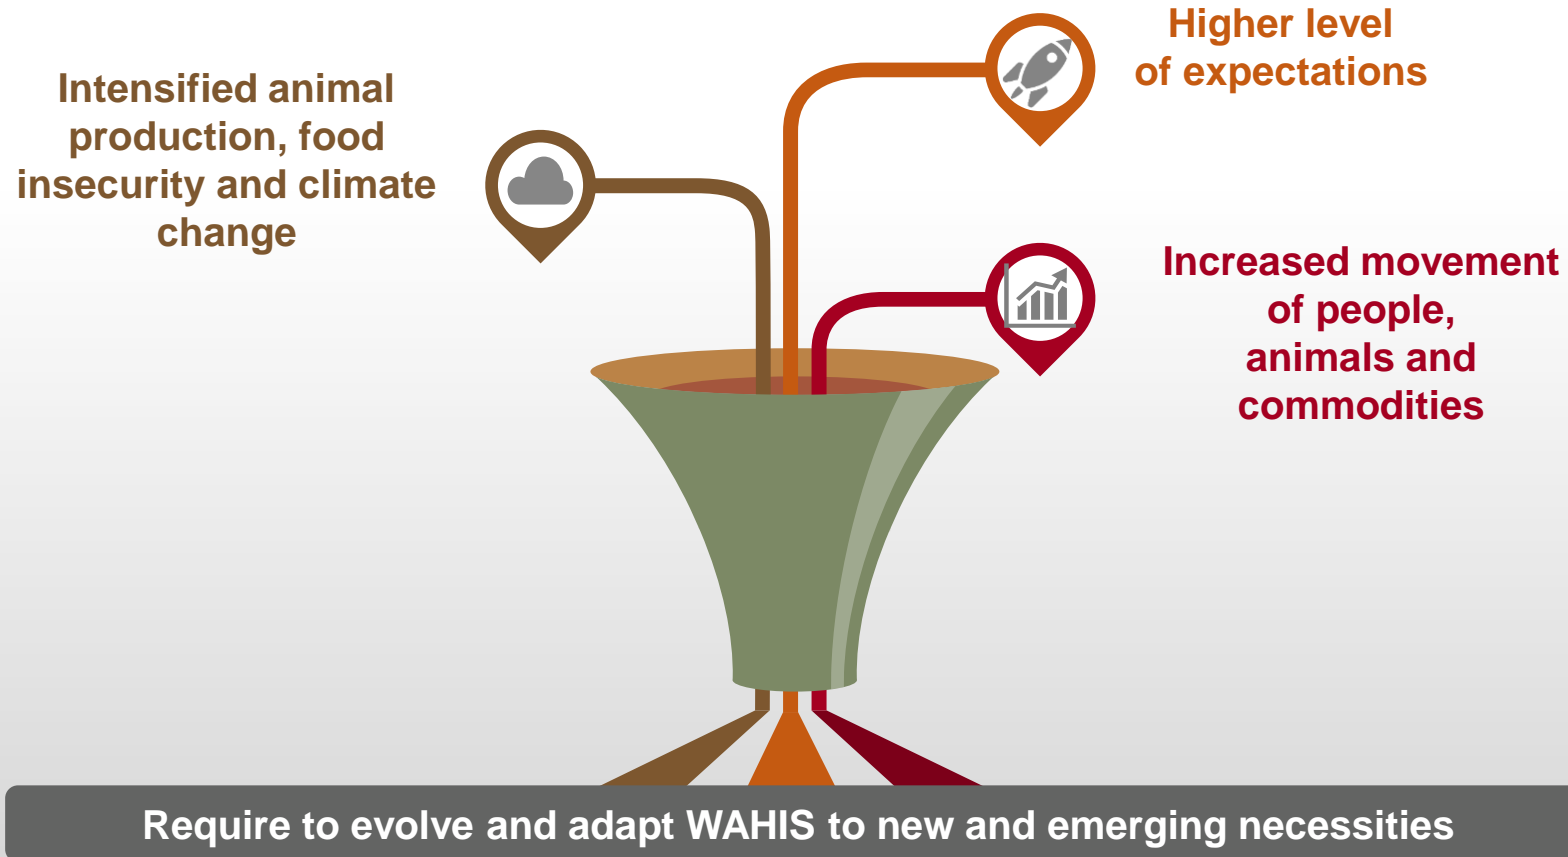 Higher level
of expectations
Intensified animal
production, food
insecurity and climate
change
Increased movement
of people,
animals and
commodities
Require to evolve and adapt WAHIS to new and emerging necessities